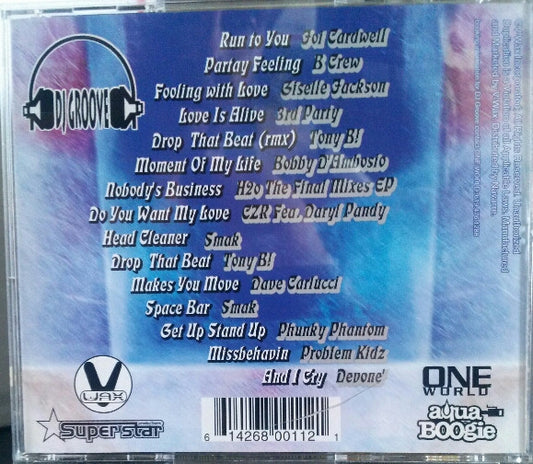 DJ GROOVE
Run to You Joi Cardwell
Partay Feeling B Crew
Fooling with Love Giselle Jackson
Love Is Alive 3rd Party
Drop That Beat (rmx) Tony B!
Moment Of My Life Bobby D'Ambosio
Nobody's Business H2o The Final Mixes EP
Do You Want My Love CZR Feat. Daryl Pandy
Head Cleaner Smak
Drop That Beat Tony B!
Makes You Move Dave Carlucci
Space Bar Smak
Get Up Stand Up Phunky Phantom
Missbehavin Problem Kidz
And I Cry Devone'
V
WAX
Superstar
ONE
WORLD
aqua
BOOGie
6 14268 00112 1